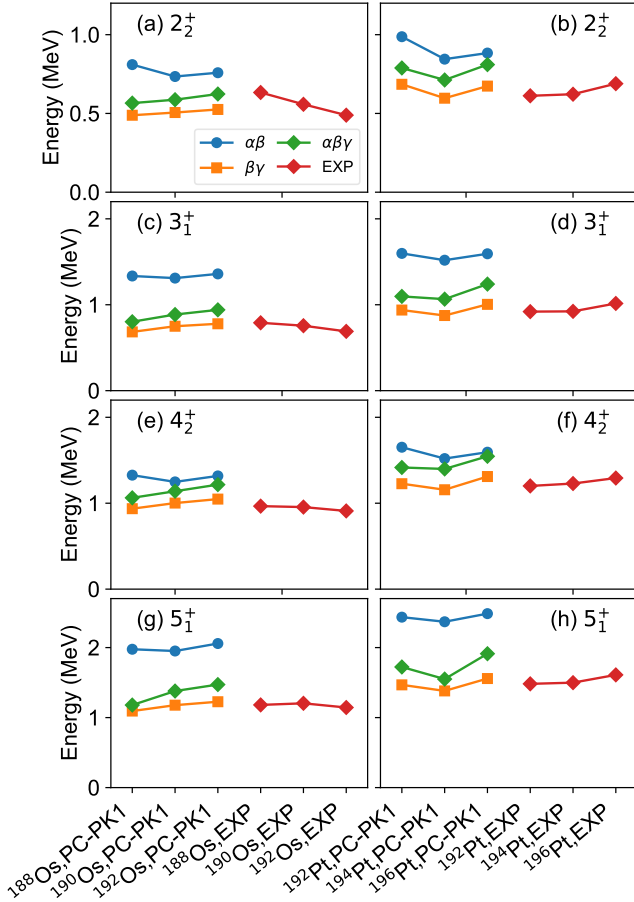 (a) 2₂⁺
(b) 2₂⁺
Energy (MeV)
1.0
0.5
0.0
αβ
αβγ
βγ
EXP
(c) 3₁⁺
(d) 3₁⁺
Energy (MeV)
2
1
0
(e) 4₂⁺
(f) 4₂⁺
Energy (MeV)
2
1
0
(g) 5₁⁺
(h) 5₁⁺
Energy (MeV)
2
1
0
¹⁸⁸Os,PC-PK1
¹⁹⁰Os,PC-PK1
¹⁹²Os,PC-PK1
¹⁸⁸Os,EXP
¹⁹⁰Os,EXP
¹⁹²Os,EXP
¹⁹²Pt,PC-PK1
¹⁹⁴Pt,PC-PK1
¹⁹⁶Pt,PC-PK1
¹⁹²Pt,EXP
¹⁹⁴Pt,EXP
¹⁹⁶Pt,EXP